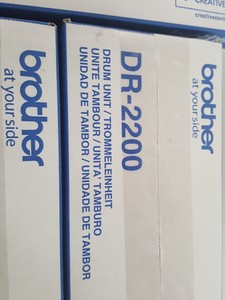 CREATIVE
brother
at your side
DR-2200
DRUM UNIT/TROMMELEINHEIT
UNITE TAMBOUR/UNITA' TAMBURO
UNIDAD DE TAMBOR/UNIDADE DE TAMBOR
brother
at your side